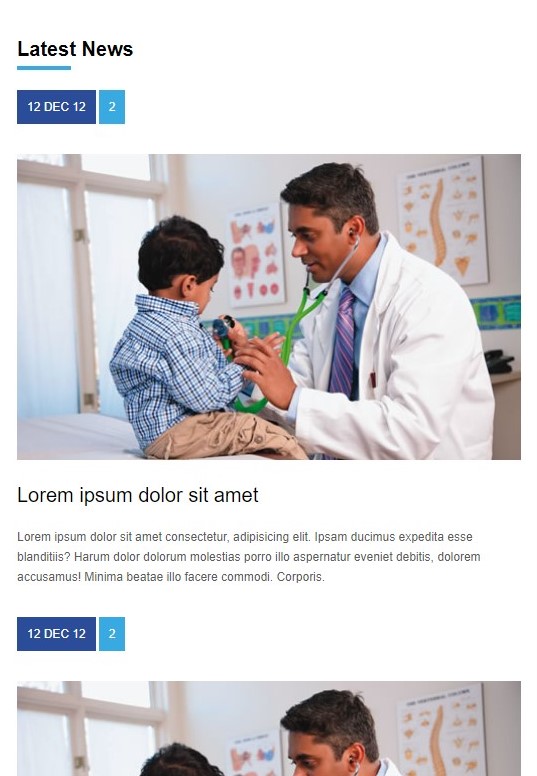 Latest News
12 DEC 12 2
Lorem ipsum dolor sit amet
Lorem ipsum dolor sit amet consectetur, adipisicing elit. Ipsam ducimus expedita esse
blanditiis? Harum dolor dolorum molestias porro illo aspernatur eveniet debitis, dolorem
accusamus! Minima beatae illo facere commodi. Corporis.
12 DEC 12 2